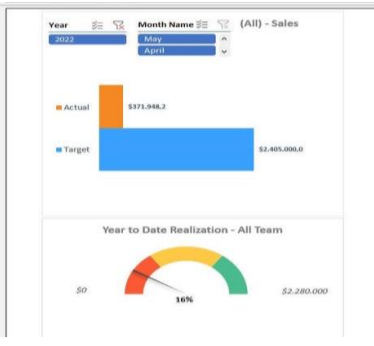 Year
Month Name
(All) - Sales
2022
May
April
Actual
$371.948,2
Target
$2.405.000,0
Year to Date Realization - All Team
$0
16%
$2.280.000